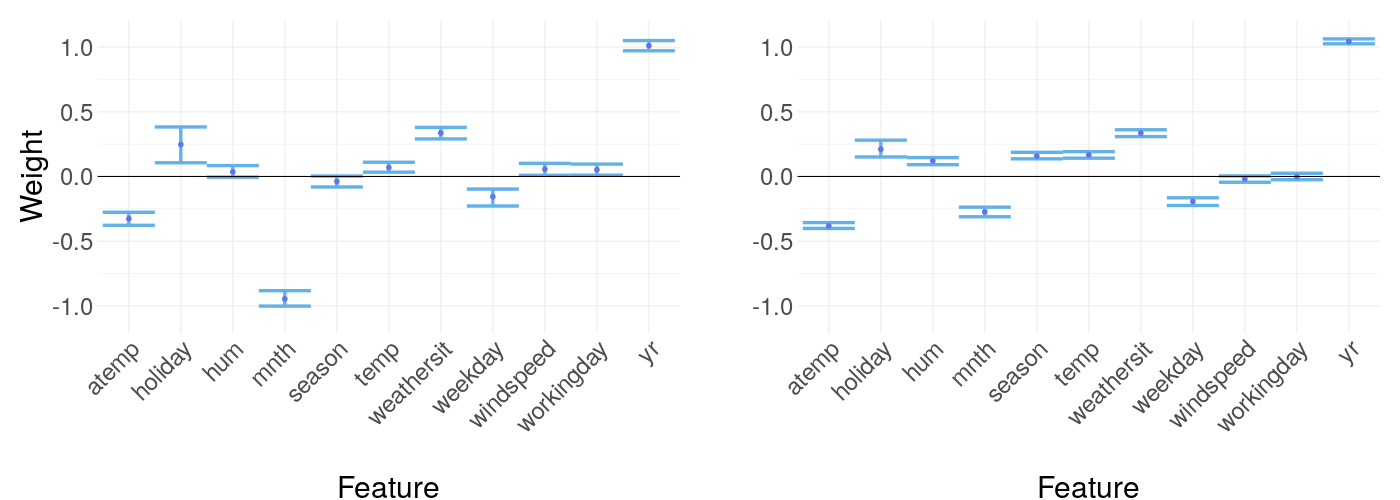 Weight
1.0
0.5
0.0
-0.5
-1.0
atemp
holiday
hum
mnth
season
temp
weathersit
weekday
windspeed
workingday
yr
Feature
1.0
0.5
0.0
-0.5
-1.0
atemp
holiday
hum
mnth
season
temp
weathersit
weekday
windspeed
workingday
yr
Feature